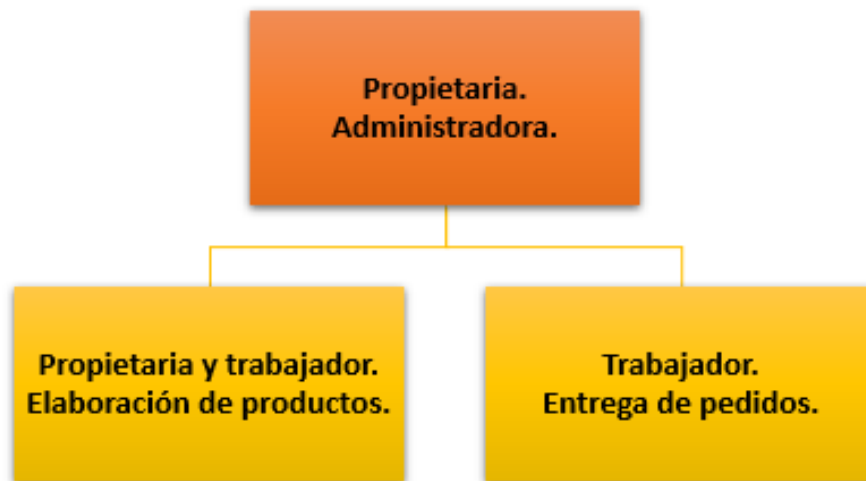 Propietaria.
Administradora.
Propietaria y trabajador.
Elaboración de productos.
Trabajador.
Entrega de pedidos.